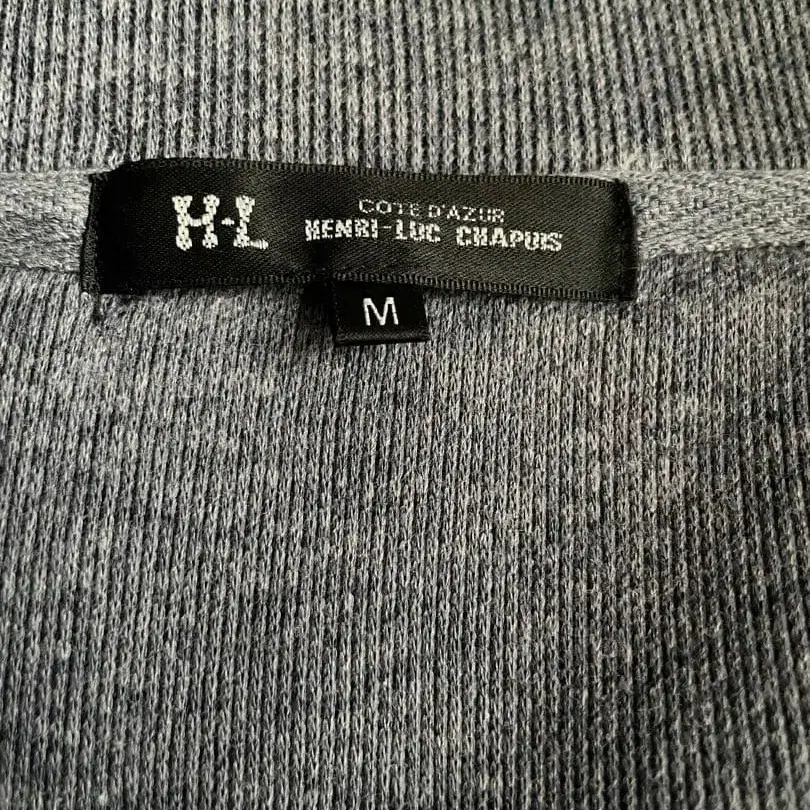 H-L
COTE D'AZUR
HENRI-LUC CHAPUIS
M